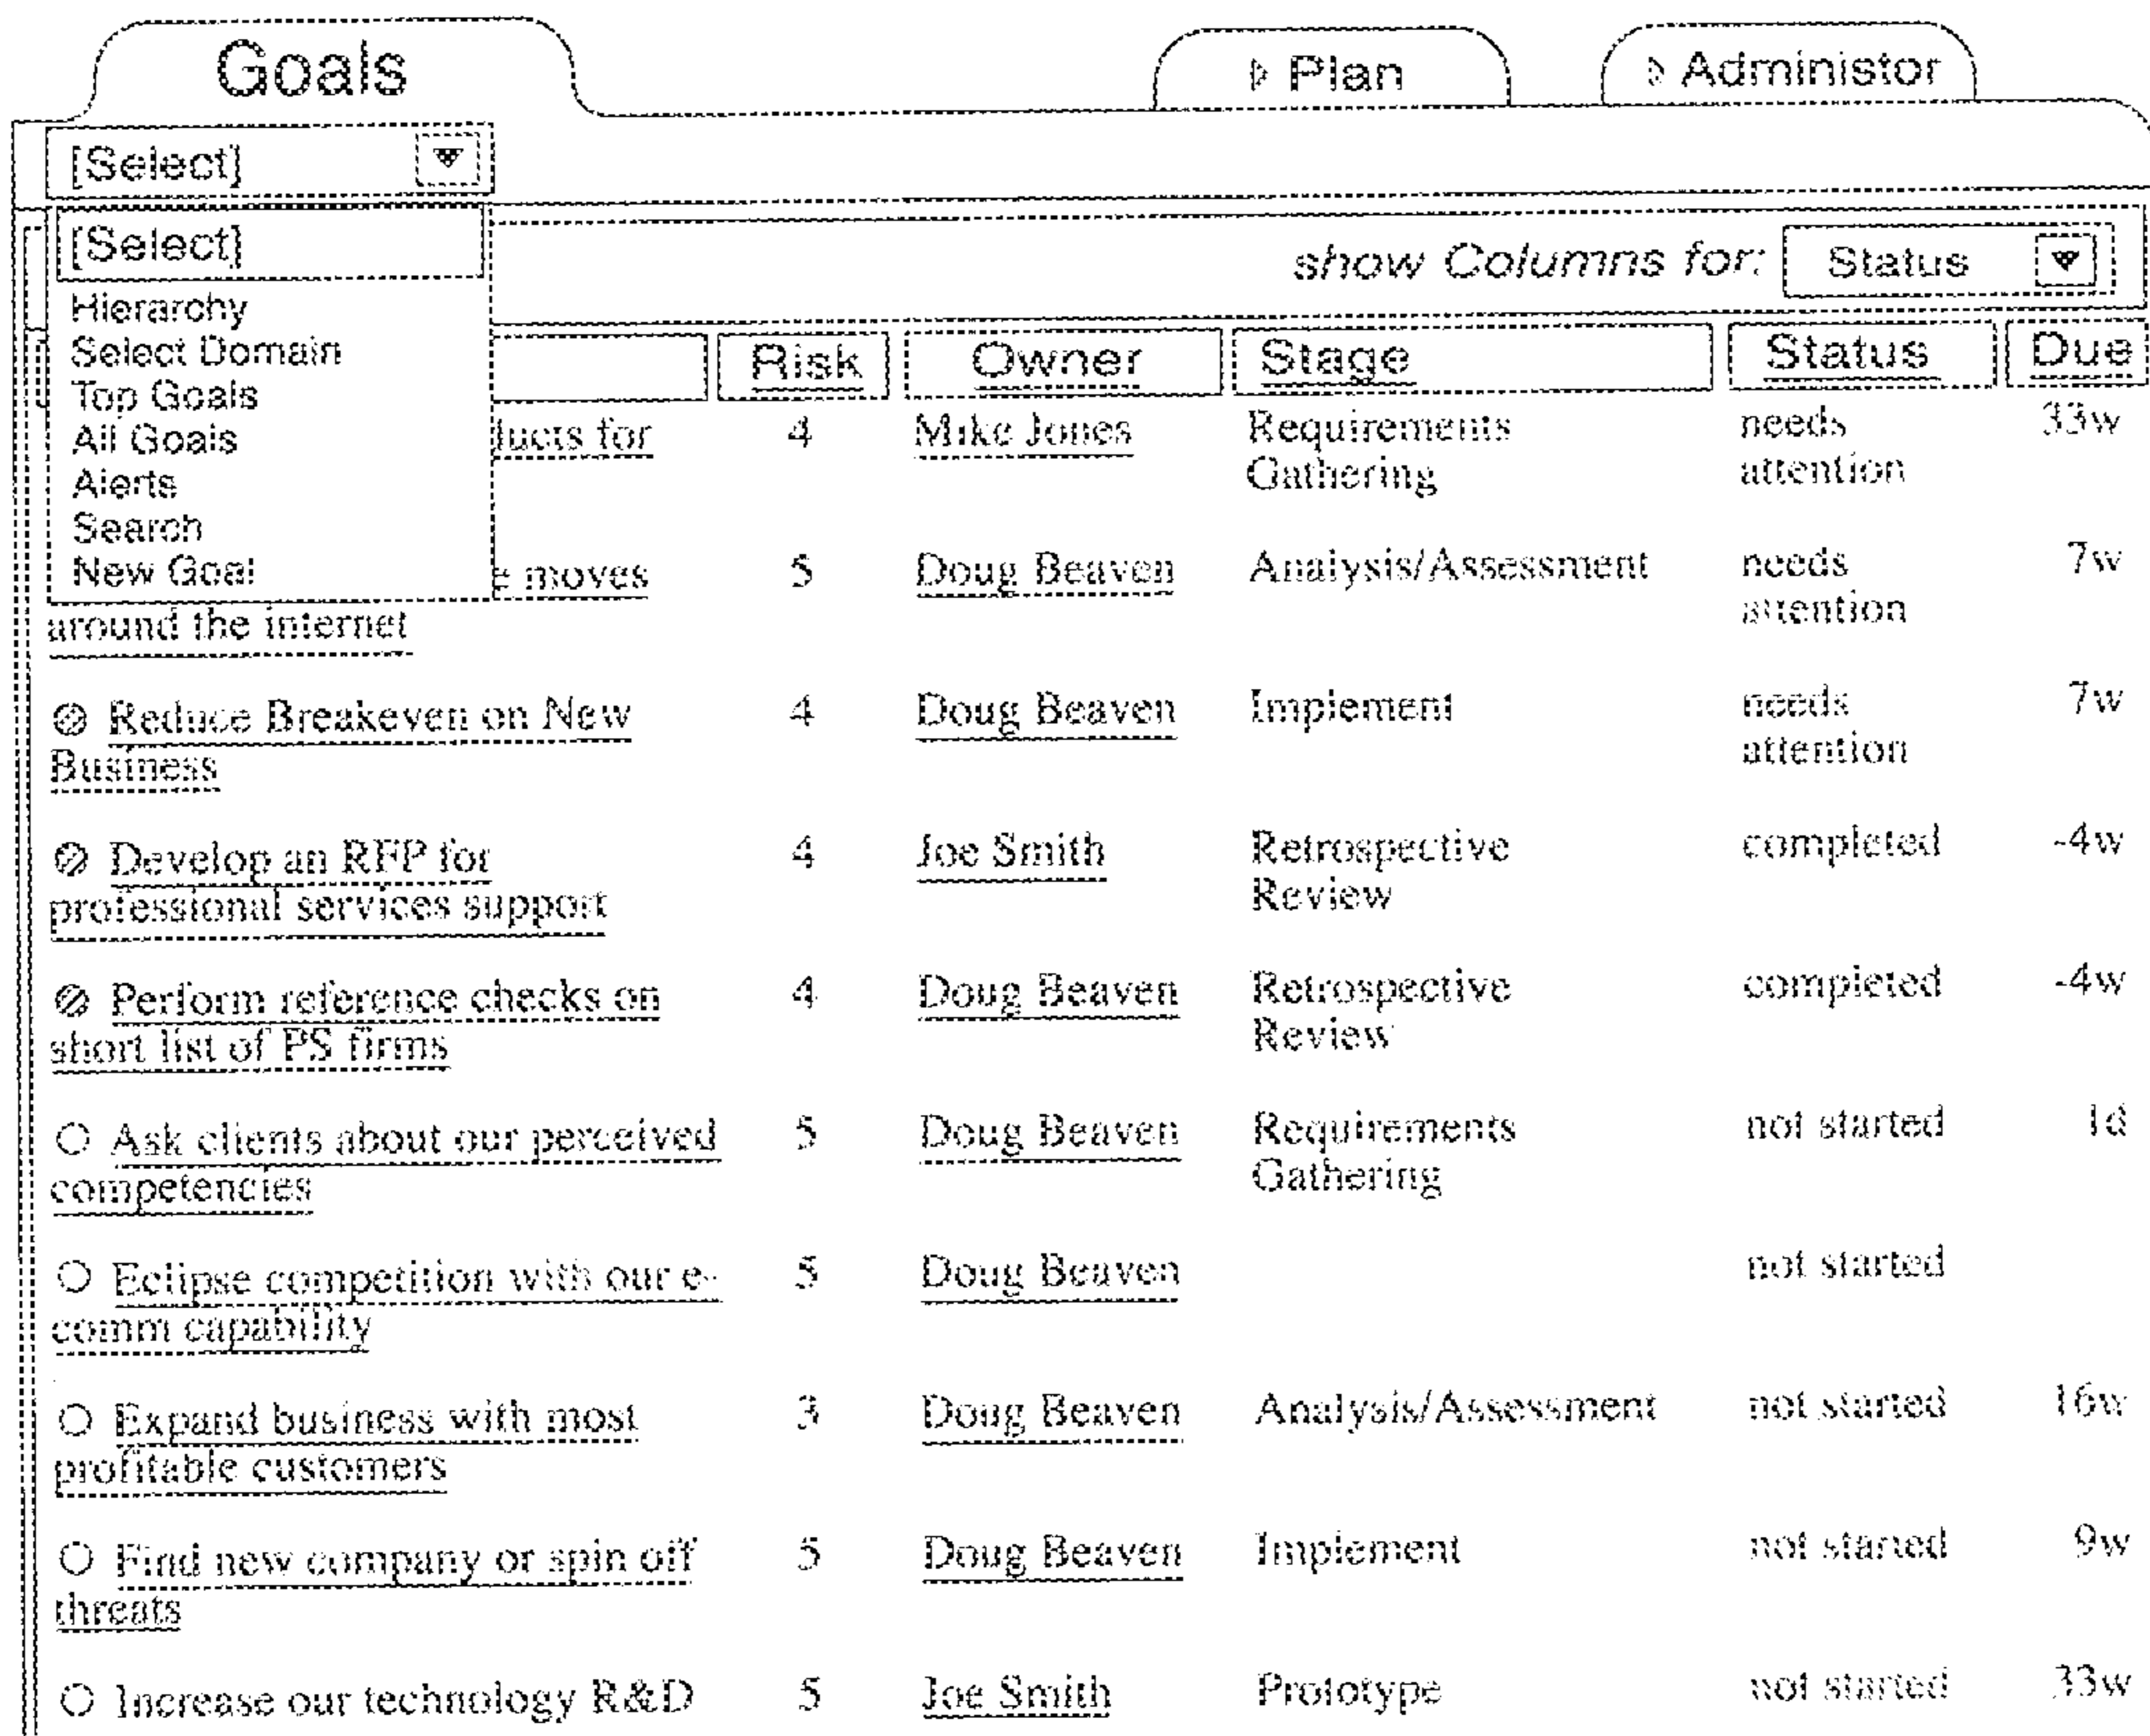 Goals
Plan
Administor
[Select]
[Select]
Hierarchy
Select Domain
Top Goals
All Goals
Alerts
Search
New Goal
show Columns for: Status
Risk Owner Stage Status Due
ducts for 4 Mike Jones Requirements needs 33w
Gathering attention
e moves 5 Doug Beaven Analysis/Assessment needs 7w
around the internet attention
Reduce Breakeven on New 4 Doug Beaven Implement needs 7w
Business attention
Develop an RFP for 4 Joe Smith Retrospective completed -4w
professional services support Review
Perform reference checks on 4 Doug Beaven Retrospective completed -4w
short list of PS firms Review
Ask clients about our perceived 5 Doug Beaven Requirements not started 1d
competencies Gathering
Eclipse competition with our e- 5 Doug Beaven not started
comm capability
Expand business with most 3 Doug Beaven Analysis/Assessment not started 16w
profitable customers
Find new company or spin off 5 Doug Beaven Implement not started 9w
threats
Increase our technology R&D 5 Joe Smith Prototype not started 33w